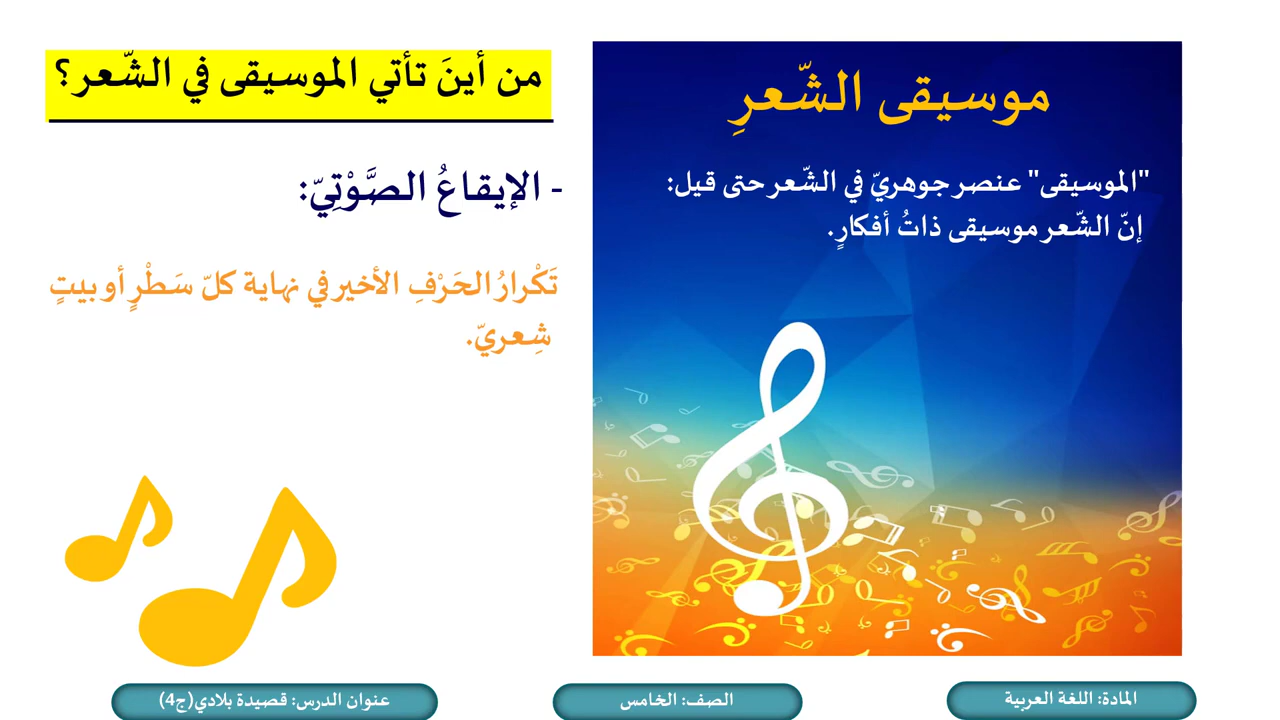 موسيقى الشّعرِ
"الموسيقى" عنصر جوهريّ في الشّعر حتى قيل:
إنّ الشّعر موسيقى ذاتُ أفكارٍ.
من أينَ تأتي الموسيقى في الشّعر؟
- الإيقاعُ الصَّوْتِيّ:
تَكْرارُ الحَرْفِ الأخير في نهاية كلّ سَطْرٍ أو بيتٍ
شِعريّ.
المادة: اللغة العربية
الصف: الخامس
عنوان الدرس: قصيدة بلادي(ج4)